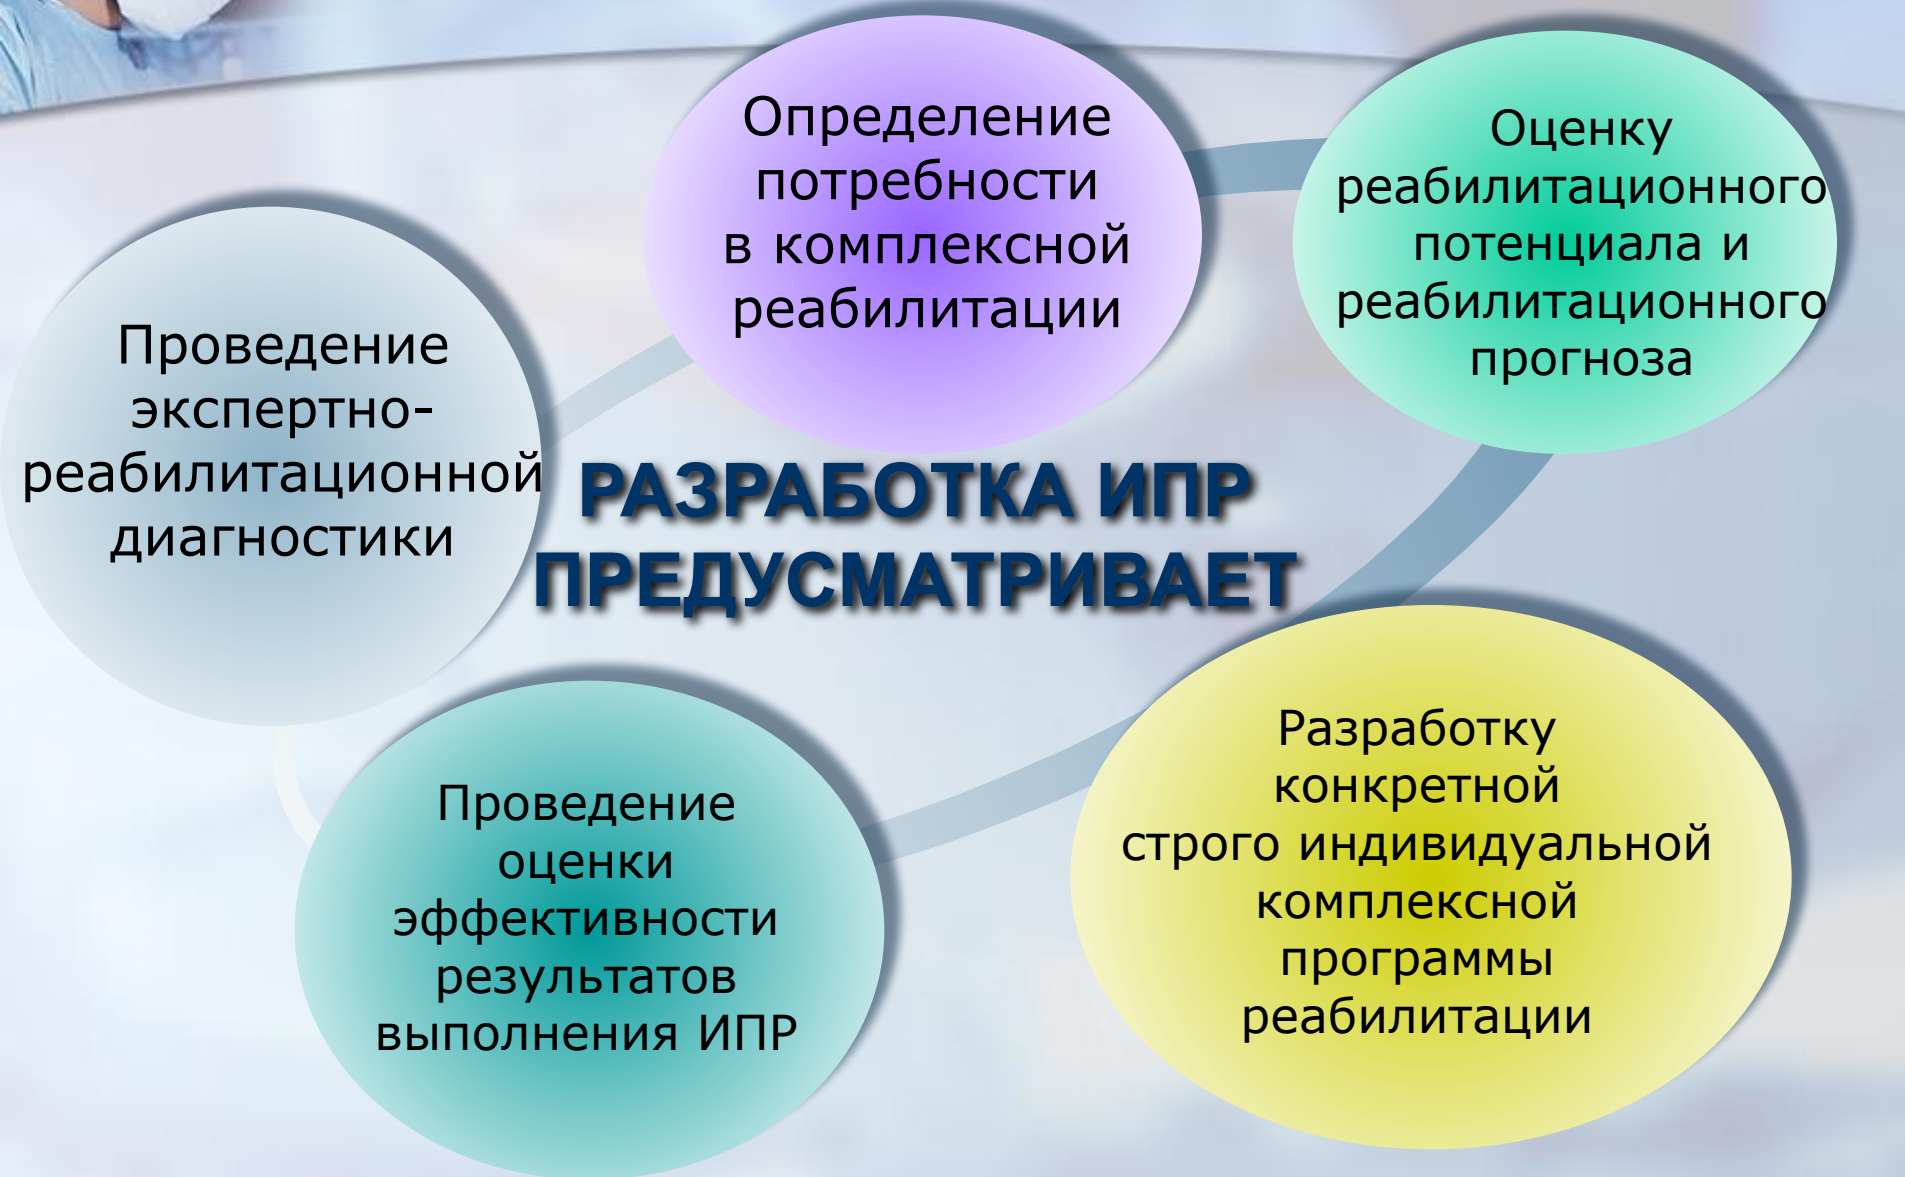 Определение
потребности
в комплексной
реабилитации
Оценку
реабилитационного
потенциала и
реабилитационного
прогноза
Проведение
экспертно-
реабилитационной
диагностики
РАЗРАБОТКА ИПР
ПРЕДУСМАТРИВАЕТ
Разработку
конкретной
строго индивидуальной
комплексной
программы
реабилитации
Проведение
оценки
эффективности
результатов
выполнения ИПР